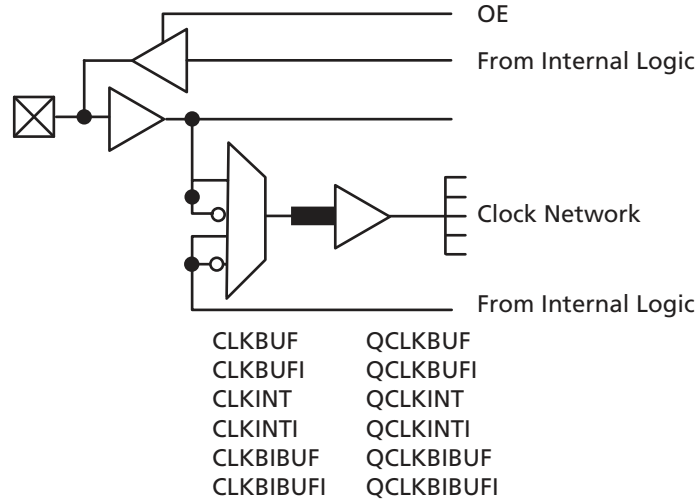 OE
From Internal Logic
Clock Network
From Internal Logic
CLKBUF QCLKBUF
CLKBUFI QCLKBUFI
CLKINT QCLKINT
CLKINTI QCLKINTI
CLKBIBUF QCLKBIBUF
CLKBIBUFI QCLKBIBUFI